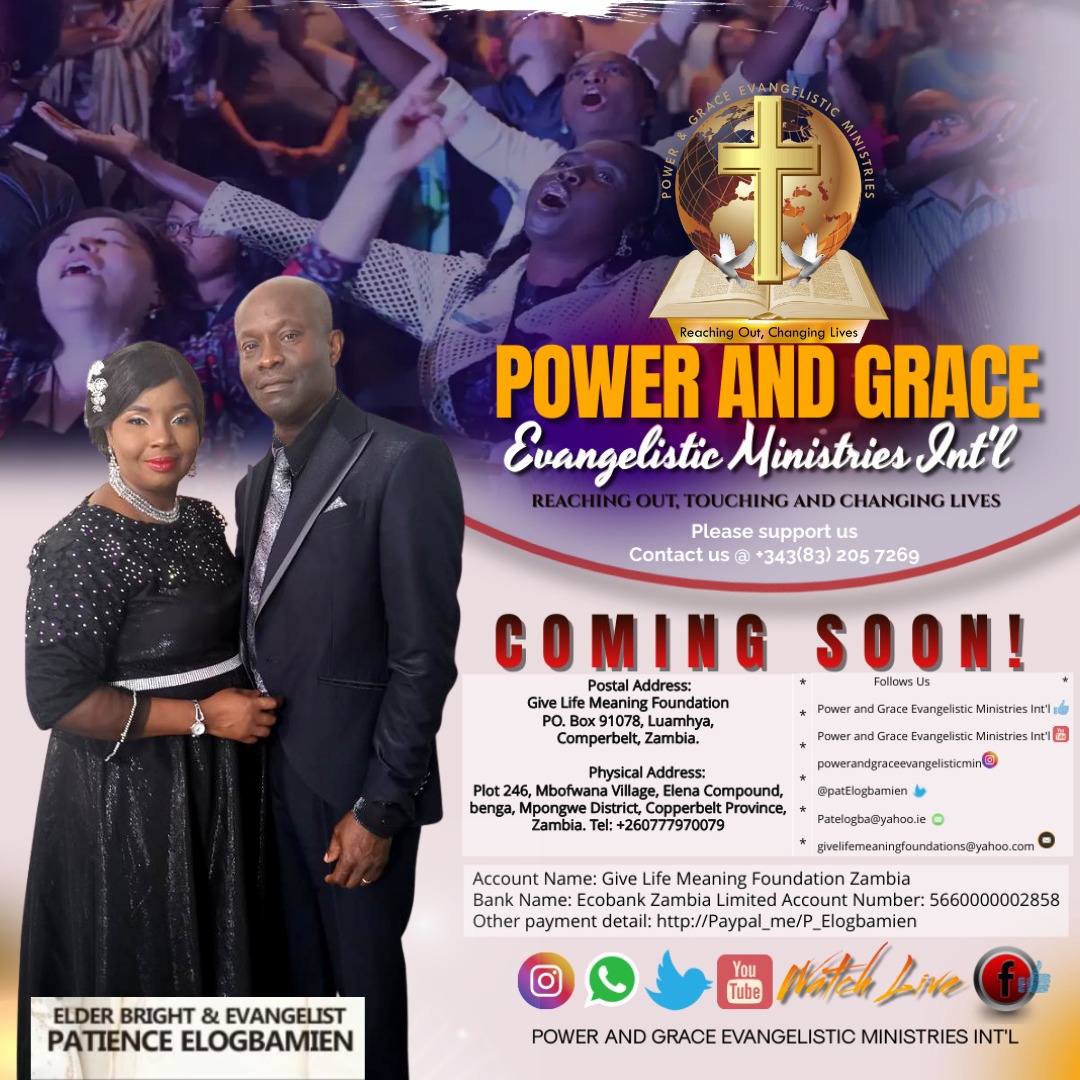 POWER & GRACE EVANGELISTIC MINISTRIES
Reaching Out, Changing Lives
POWER AND GRACE
Evangelistic Ministries Int'l
REACHING OUT, TOUCHING AND CHANGING LIVES
Please support us
Contact us @ +343(83) 205 7269
COMING SOON!
Postal Address:
Give Life Meaning Foundation
PO. Box 91078, Luamhya,
Comperbelt, Zambia.
Physical Address:
Plot 246, Mbofwana Village, Elena Compound,
benga, Mpongwe District, Copperbelt Province,
Zambia. Tel: +260777970079
* Follows Us *
* Power and Grace Evangelistic Ministries Int'l
Power and Grace Evangelistic Ministries Int'l You Tube
* powerandgraceevangelisticmin
* @patElogbamien
* Patelogba@yahoo.ie
* givelifemeaningfoundations@yahoo.com
Account Name: Give Life Meaning Foundation Zambia
Bank Name: Ecobank Zambia Limited Account Number: 5660000002858
Other payment detail: http://Paypal_me/P_Elogbamien
You Tube
Watch Live
f
POWER AND GRACE EVANGELISTIC MINISTRIES INT'L
ELDER BRIGHT & EVANGELIST
PATIENCE ELOGBAMIEN